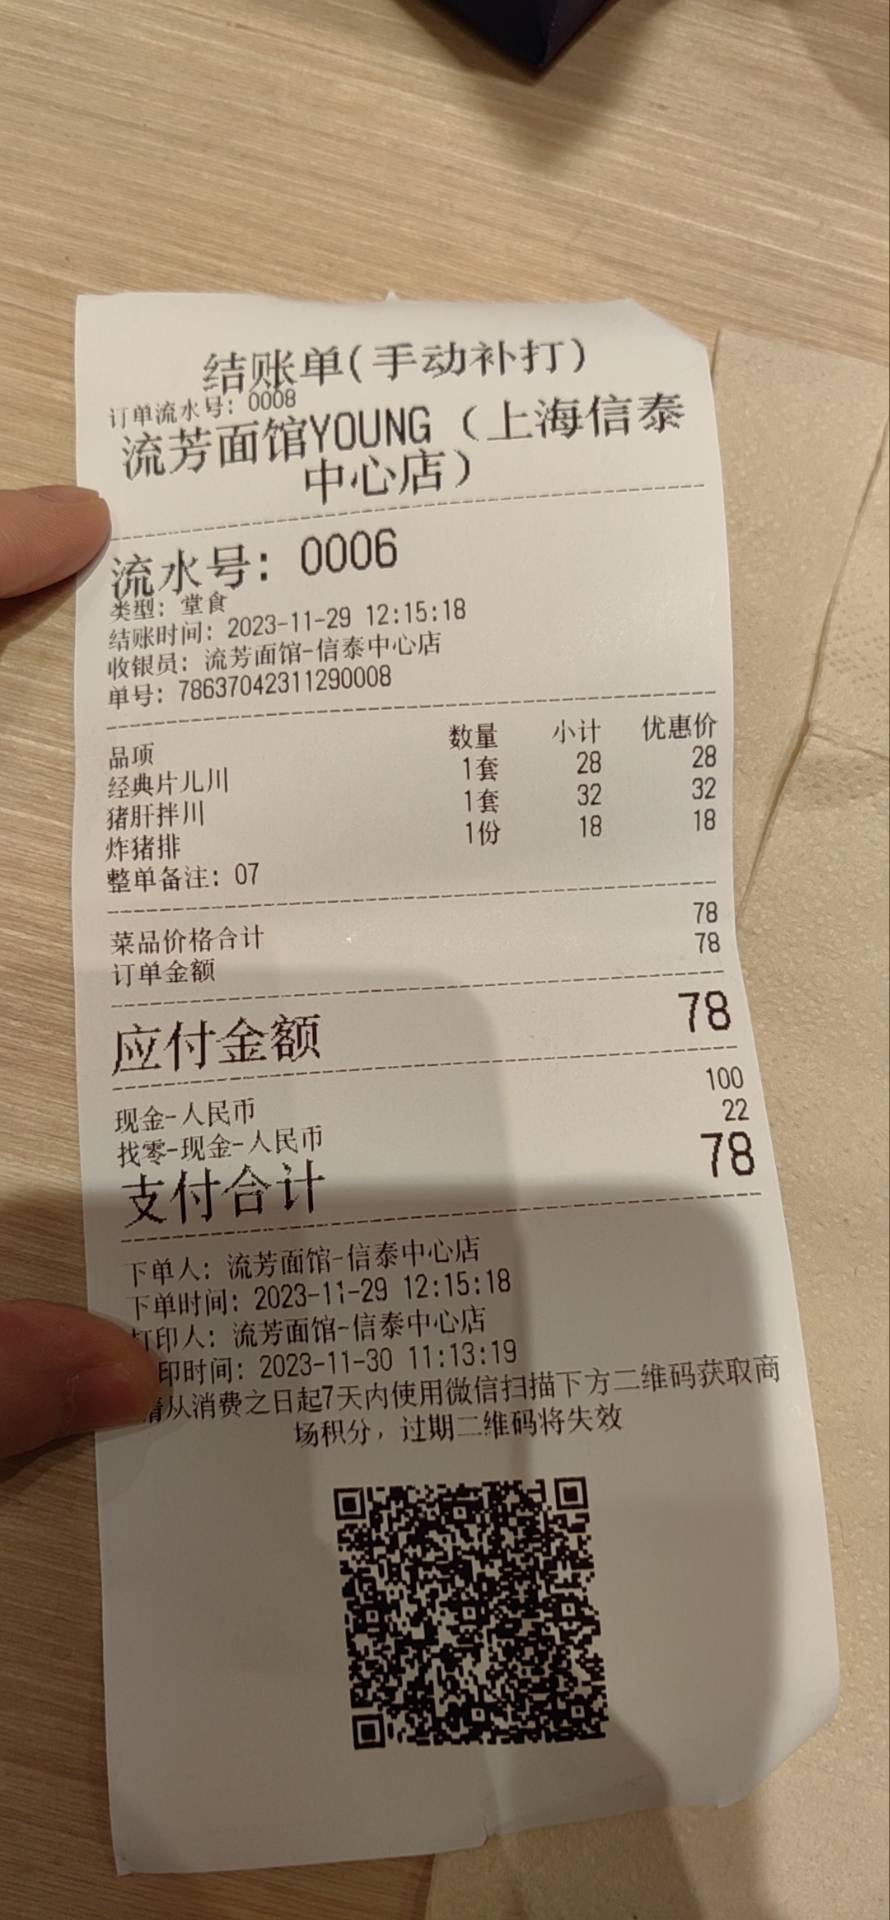 结账单(手动补打)
订单流水号: 0008
流芳面馆YOUNG（上海信泰
中心店）
流水号: 0006
类型: 堂食
结账时间: 2023-11-29 12:15:18
收银员: 流芳面馆-信泰中心店
单号: 78637042311290008
品项 数量 小计 优惠价
经典片儿川 1套 28 28
猪肝拌川 1套 32 32
炸猪排 1份 18 18
整单备注: 07
菜品价格合计 78
订单金额 78
应付金额 78
现金-人民币 100
找零-现金-人民币 22
支付合计 78
下单人: 流芳面馆-信泰中心店
下单时间: 2023-11-29 12:15:18
打印人: 流芳面馆-信泰中心店
印时间: 2023-11-30 11:13:19
请从消费之日起7天内使用微信扫描下方二维码获取商
场积分，过期二维码将失效